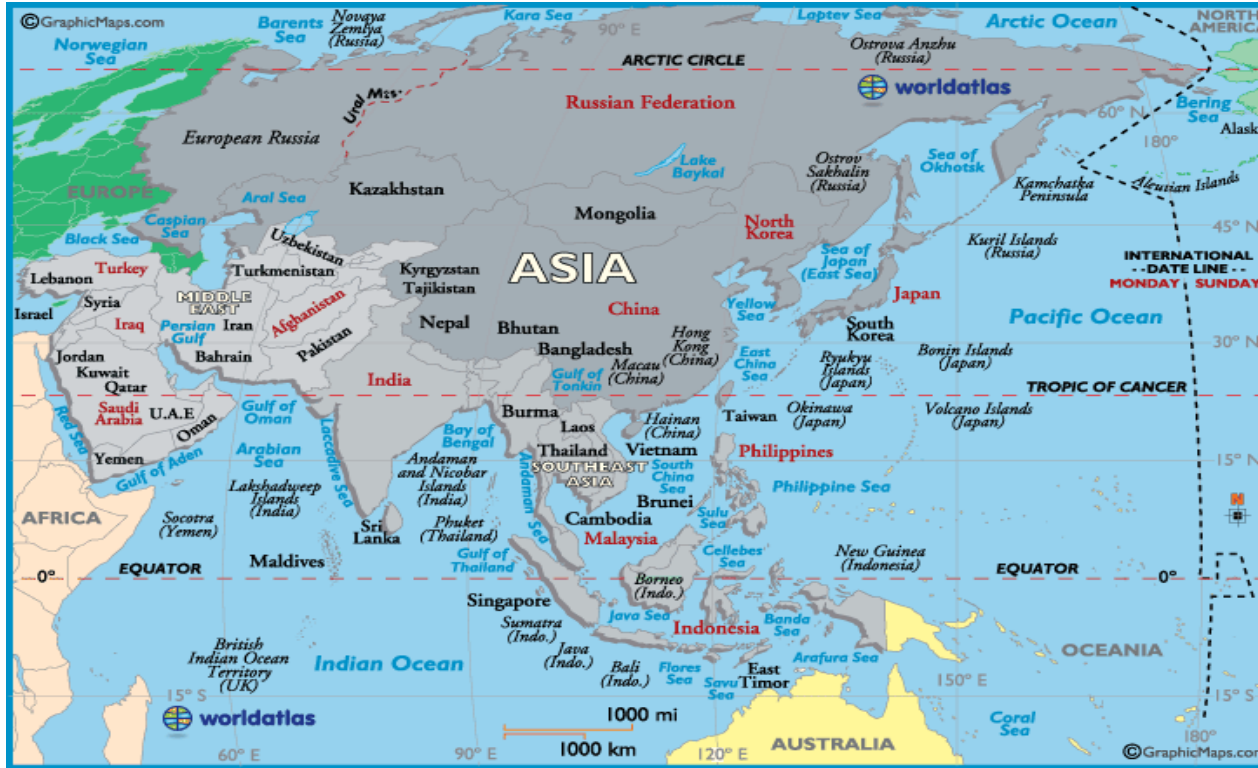 ©GraphicMaps.com
Norwegian
Sea
Barents
Sea
Novaya
Zemlya
(Russia)
Kara Sea
90° E
Laptev Sea
Arctic Ocean
NORTH
AMERICA
ARCTIC CIRCLE
Ostrova Anzhu
(Russia)
worldatlas
Ural Mts.
Russian Federation
60° N
Bering
Sea
Alask
180°
European Russia
EUROPE
Lake
Baykal
Ostrov
Sakhalin
(Russia)
Sea of
Okhotsk
Kamchatka
Peninsula
Aleutian Islands
Aral Sea
Kazakhstan
Mongolia
North
Korea
Caspian
Sea
Black Sea
Uzbekistan
45° N
Kuril Islands
(Russia)
Sea of
Japan
(East Sea)
INTERNATIONAL
--DATE LINE--
MONDAY
SUNDAY
Lebanon
Turkey
Turkmenistan
Kyrgyzstan
Tajikistan
ASIA
Syria
MIDDLE
EAST
Israel
Iraq
Persian
Gulf
Iran
Afghanistan
Nepal
Bhutan
China
Yellow
Sea
Japan
South
Korea
Pacific Ocean
Pakistan
Bangladesh
Hong
Kong
(China)
Macau
(China)
30° N
Jordan
Kuwait
Qatar
Bahrain
India
Gulf of
Tonkin
East
China
Sea
Ryukyu
Islands
(Japan)
Bonin Islands
(Japan)
TROPIC OF CANCER
Red Sea
Saudi
Arabia
U.A.E
Oman
Gulf of
Oman
Laccadive Sea
Bay of
Bengal
Burma
Laos
Hainan
(China)
Taiwan
Okinawa
(Japan)
Volcano Islands
(Japan)
Yemen
Gulf of Aden
Arabian
Sea
Thailand
Vietnam
Philippines
SOUTHEAST
ASIA
15° N
Lakshadweep
Islands
(India)
Andaman
and Nicobar
Islands
(India)
Andaman Sea
South
China
Sea
Philippine Sea
Brunei
N
AFRICA
Socotra
(Yemen)
Sri
Lanka
Phuket
(Thailand)
Cambodia
Malaysia
Sulu
Sea
Maldives
Gulf of
Thailand
Cellebes
Sea
New Guinea
(Indonesia)
0°
EQUATOR
Borneo
(Indo.)
EQUATOR
0°
Singapore
Sumatra
(Indo.)
Java Sea
Indonesia
Banda
Sea
British
Indian Ocean
Territory
(UK)
Indian Ocean
Java
(Indo.)
Bali
(Indo.)
Flores
Sea
Savu
Sea
East
Timor
Arafura Sea
OCEANIA
150° E
15° S
15° S
worldatlas
1000 mi
1000 km
60° E
90° E
120° E
AUSTRALIA
Coral
Sea
180°
©GraphicMaps.com